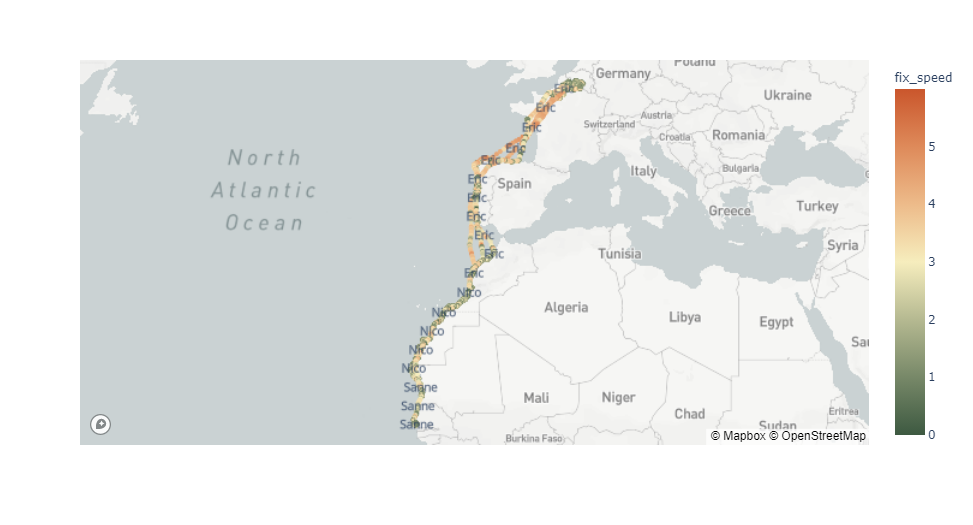 Poland
Germany
Ukraine
Switzerland
Austria
Croatia
Romania
Bulgaria
Italy
Greece
Turkey
Spain
Syria
North
Atlantic
Ocean
Eric
Eric
Eric
Eric
Eric
Eric
Eric
Eric
Eric
Eric
Eric
Nico
Nico
Nico
Nico
Nico
Sanne
Sanne
Sanne
Tunisia
Algeria
Libya
Egypt
Sau
Mali
Niger
Chad
Sudan
Eritrea
Burkina Faso
© Mapbox © OpenStreetMap
fix_speed
5
4
3
2
1
0